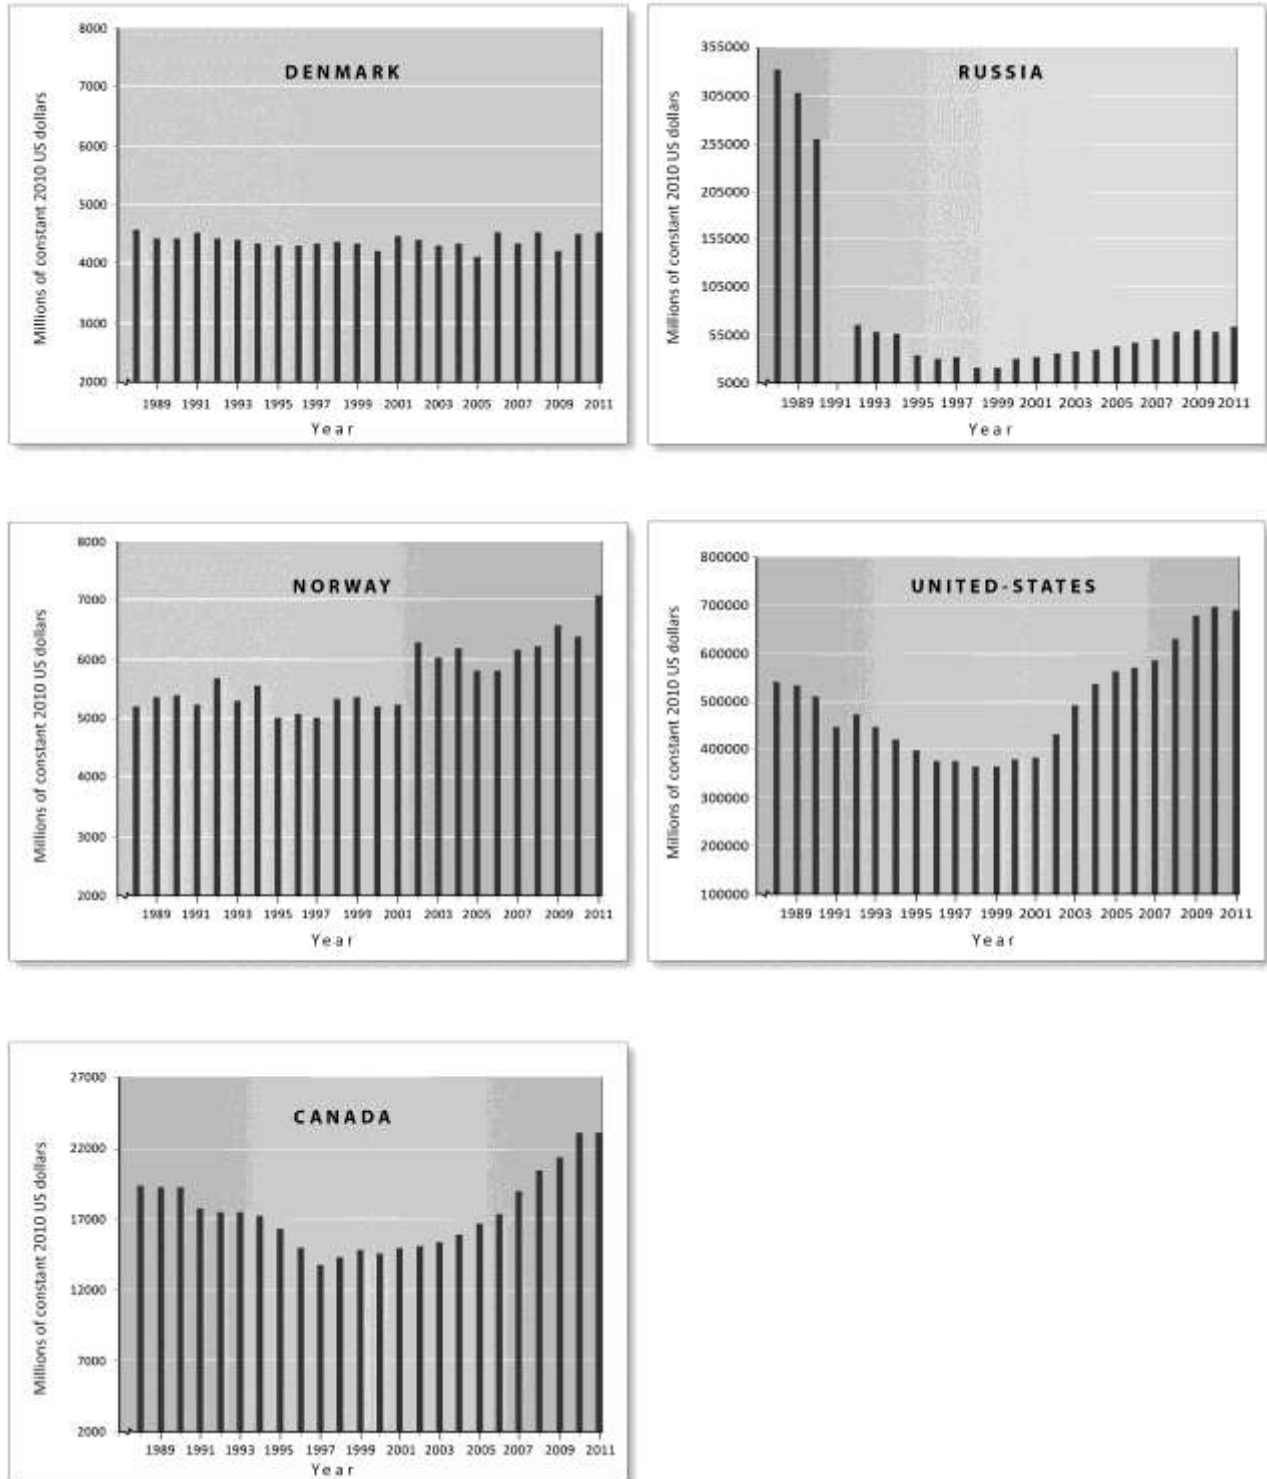 DENMARK
Millions of constant 2010 US dollars
8000
7000
6000
5000
4000
3000
2000
1989 1991 1993 1995 1997 1999 2001 2003 2005 2007 2009 2011
Year
RUSSIA
Millions of constant 2010 US dollars
355000
305000
255000
205000
155000
105000
55000
5000
1989 1991 1993 1995 1997 1999 2001 2003 2005 2007 2009 2011
Year
NORWAY
Millions of constant 2010 US dollars
8000
7000
6000
5000
4000
3000
2000
1989 1991 1993 1995 1997 1999 2001 2003 2005 2007 2009 2011
Year
UNITED-STATES
Millions of constant 2010 US dollars
800000
700000
600000
500000
400000
300000
200000
100000
1989 1991 1993 1995 1997 1999 2001 2003 2005 2007 2009 2011
Year
CANADA
Millions of constant 2010 US dollars
27000
22000
17000
12000
7000
2000
1989 1991 1993 1995 1997 1999 2001 2003 2005 2007 2009 2011
Year